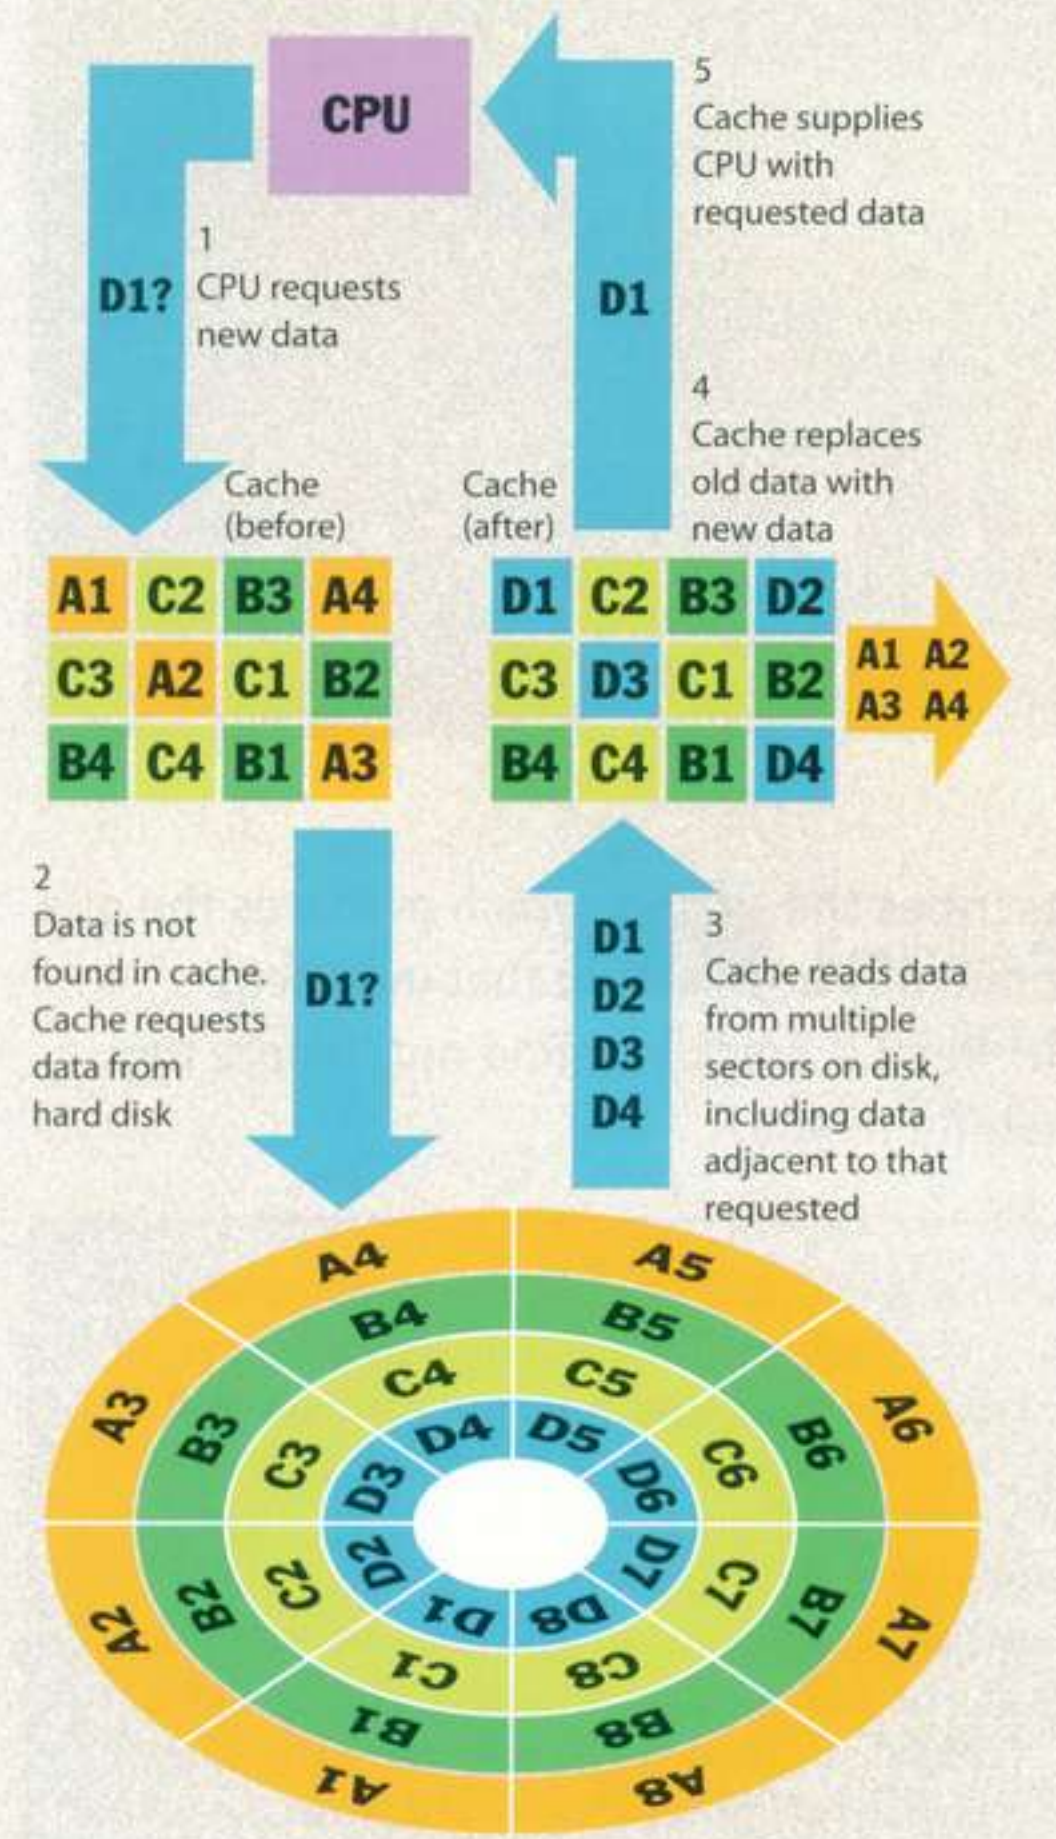 CPU
5
Cache supplies
CPU with
requested data
1
CPU requests
new data
D1?
D1
4
Cache replaces
old data with
new data
Cache
(before)
Cache
(after)
A1 C2 B3 A4
C3 A2 C1 B2
B4 C4 B1 A3
D1 C2 B3 D2
C3 D3 C1 B2
B4 C4 B1 D4
A1 A2
A3 A4
2
Data is not
found in cache.
Cache requests
data from
hard disk
D1?
D1
D2
D3
D4
3
Cache reads data
from multiple
sectors on disk,
including data
adjacent to that
requested
A4 A5
B4 B5
C4 C5
D4 D5
A3 B3 C3 D3 D6 C6 B6 A6
A2 B2 C2 D2 D7 C7 B7 A7
D1 D8
C1 C8
B1 B8
A1 A8